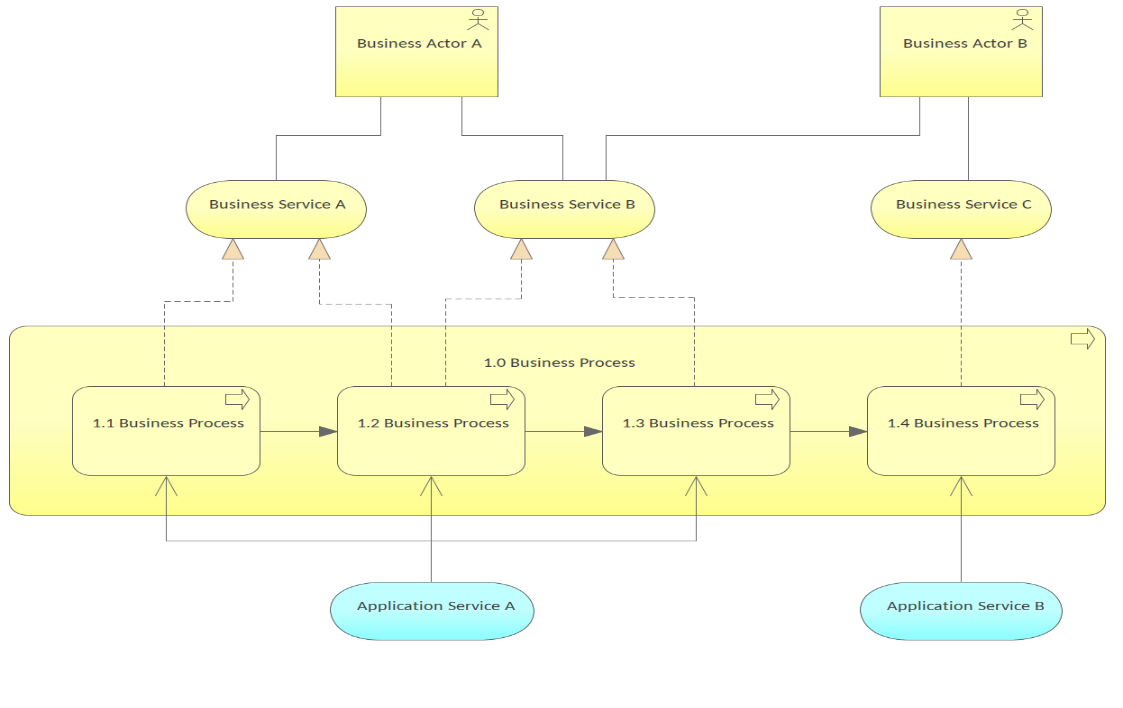 Business Actor A
Business Actor B
Business Service A
Business Service B
Business Service C
1.0 Business Process
1.1 Business Process
1.2 Business Process
1.3 Business Process
1.4 Business Process
Application Service A
Application Service B